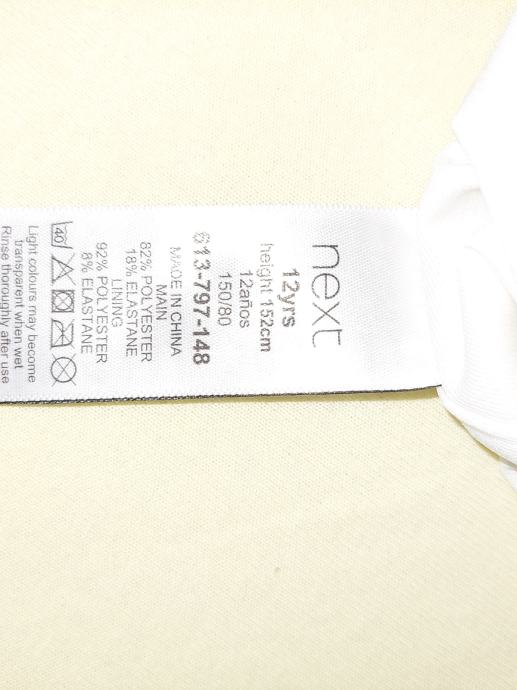 next
12yrs
height 152cm
12años
150/80
613-797-148
MADE IN CHINA
MAIN
82% POLYESTER
18% ELASTANE
LINING
92% POLYESTER
8% ELASTANE
40
Light colours may become
transparent when wet
Rinse thoroughly after use